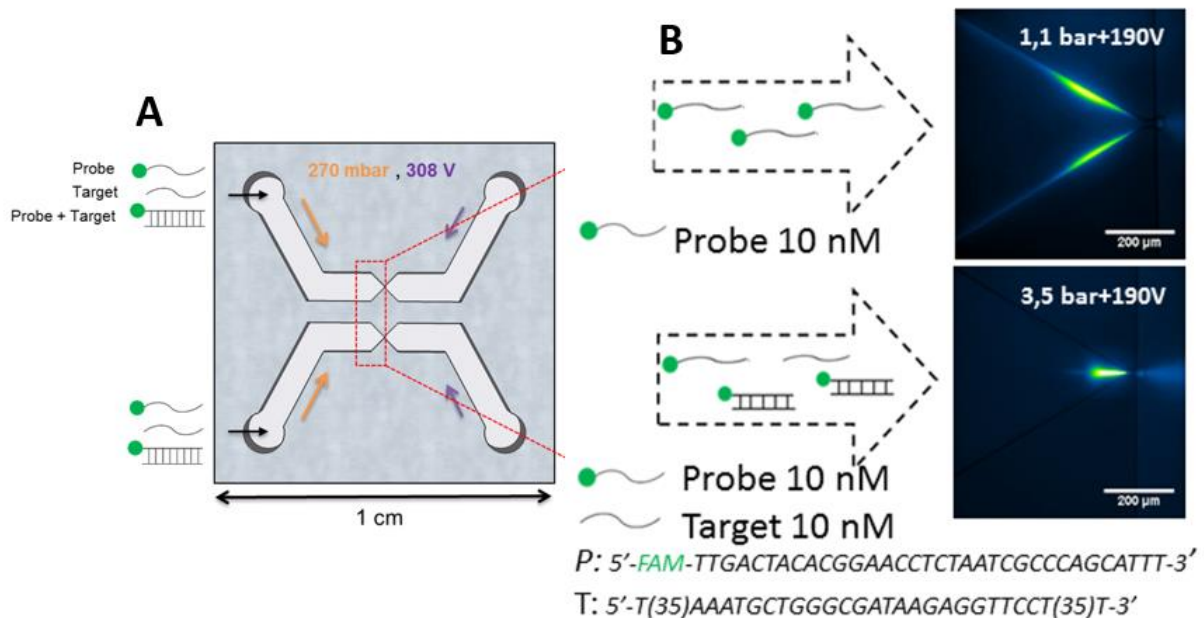 A
Probe
Target
Probe + Target
270 mbar , 308 V
1 cm
B
1,1 bar+190V
200 µm
Probe 10 nM
3,5 bar+190V
200 µm
Probe 10 nM
Target 10 nM
P: 5'-FAM-TTGACTACACGGAACCTCTAATCGCCCAGCATTT-3'
T: 5'-T(35)AAATGCTGGGCGATAAGAGGTTCCT(35)T-3'